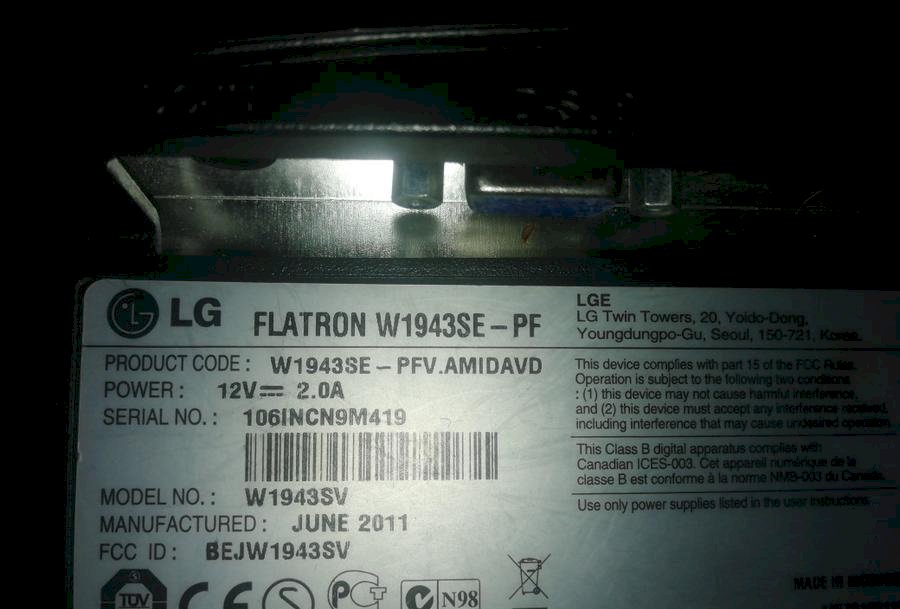 LG FLATRON W1943SE-PF
PRODUCT CODE : W1943SE-PFV.AMIDAVD
POWER : 12V⎓ 2.0A
SERIAL NO. : 106INCN9M419
MODEL NO. : W1943SV
MANUFACTURED : JUNE 2011
FCC ID : BEJW1943SV
TÜV CE S PCT N98
LGE
LG Twin Towers, 20, Yoido-Dong,
Youngdungpo-Gu, Seoul, 150-721, Korea.
This device complies with part 15 of the FCC Rules.
Operation is subject to the following two conditions
: (1) this device may not cause harmful interference,
and (2) this device must accept any interference received,
including interference that may cause undesired operation.
This Class B digital apparatus complies with
Canadian ICES-003. Cet appareil numérique de la
classe B est conforme à la norme NMB-003 du Canada.
Use only power supplies listed in the user instructions.
MADE IN